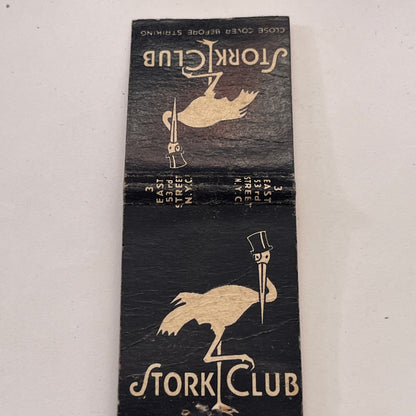 CLOSE COVER BEFORE STRIKING
STORK CLUB
3
EAST
53rd
STREET
N.Y.C.
3
EAST
53rd
STREET
N.Y.C.
STORK CLUB